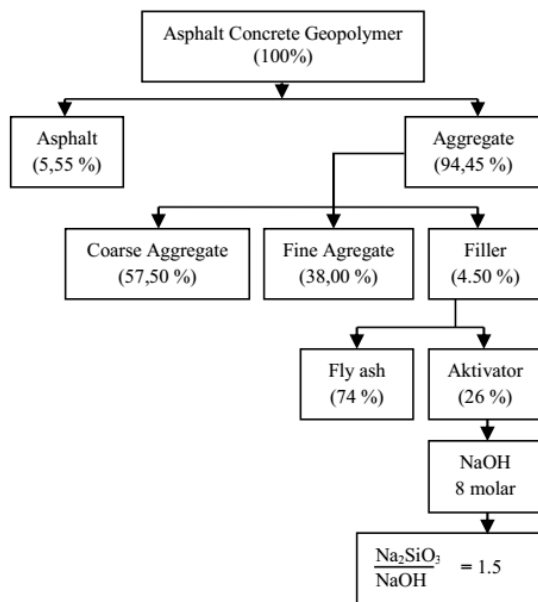 Asphalt Concrete Geopolymer
(100%)
Asphalt
(5,55 %)
Aggregate
(94,45 %)
Coarse Aggregate
(57,50 %)
Fine Agregate
(38,00 %)
Filler
(4.50 %)
Fly ash
(74 %)
Aktivator
(26 %)
NaOH
8 molar
Na₂SiO₃
NaOH
= 1.5